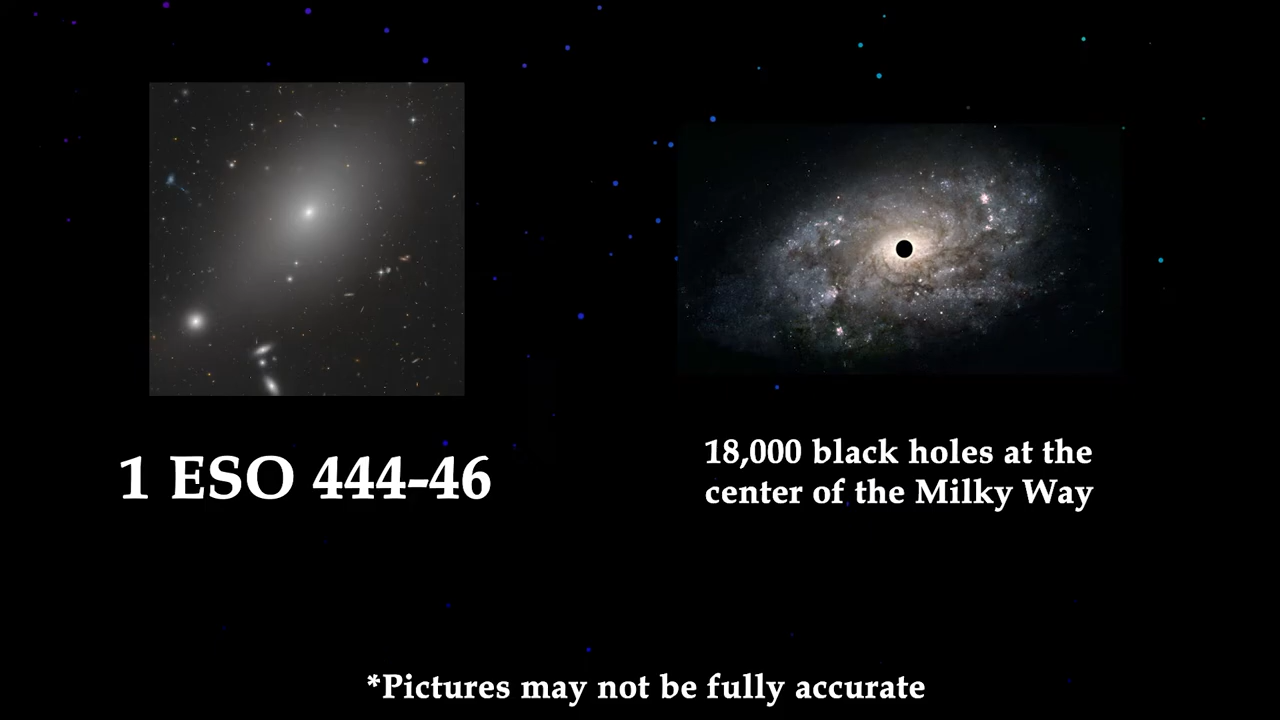 1 ESO 444-46
18,000 black holes at the
center of the Milky Way
*Pictures may not be fully accurate